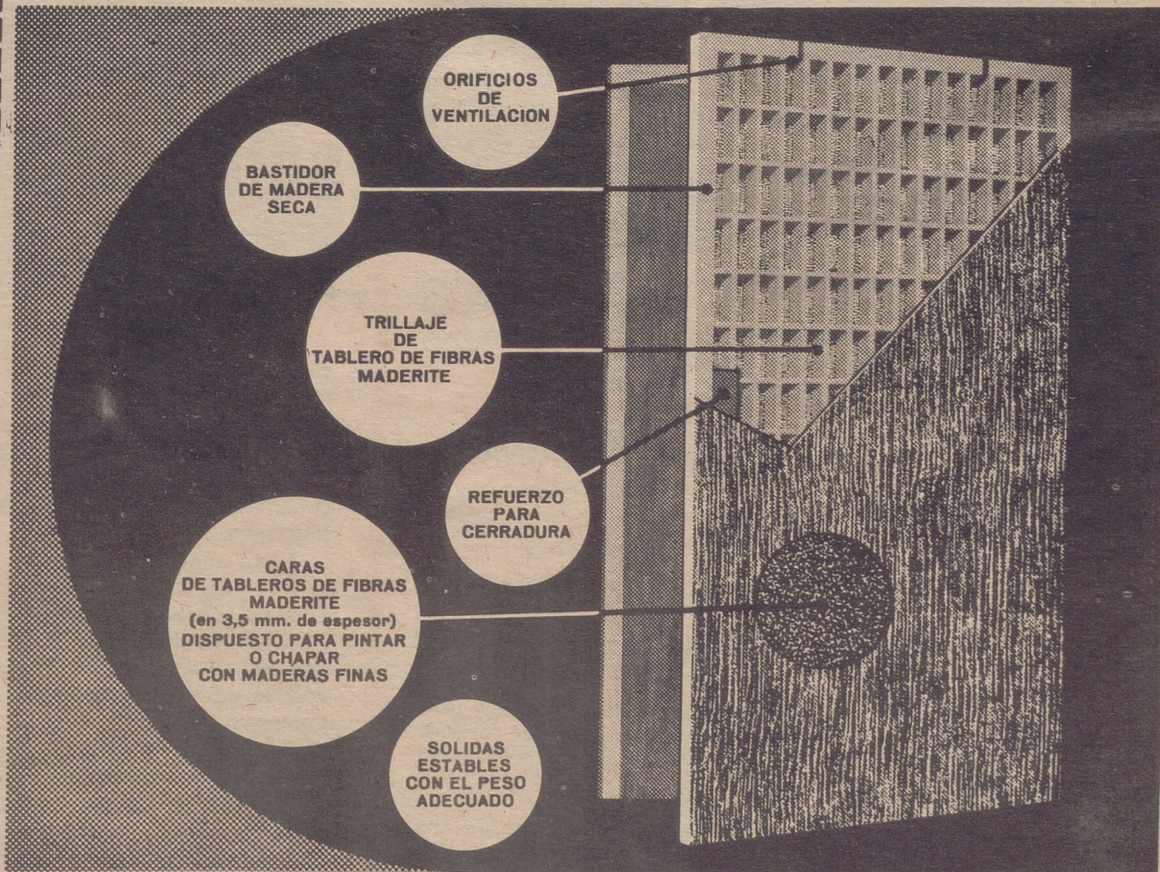 ORIFICIOS
DE
VENTILACION
BASTIDOR
DE MADERA
SECA
TRILLAJE
DE
TABLERO DE FIBRAS
MADERITE
REFUERZO
PARA
CERRADURA
CARAS
DE TABLEROS DE FIBRAS
MADERITE
(en 3,5 mm. de espesor)
DISPUESTO PARA PINTAR
O CHAPAR
CON MADERAS FINAS
SOLIDAS
ESTABLES
CON EL PESO
ADECUADO